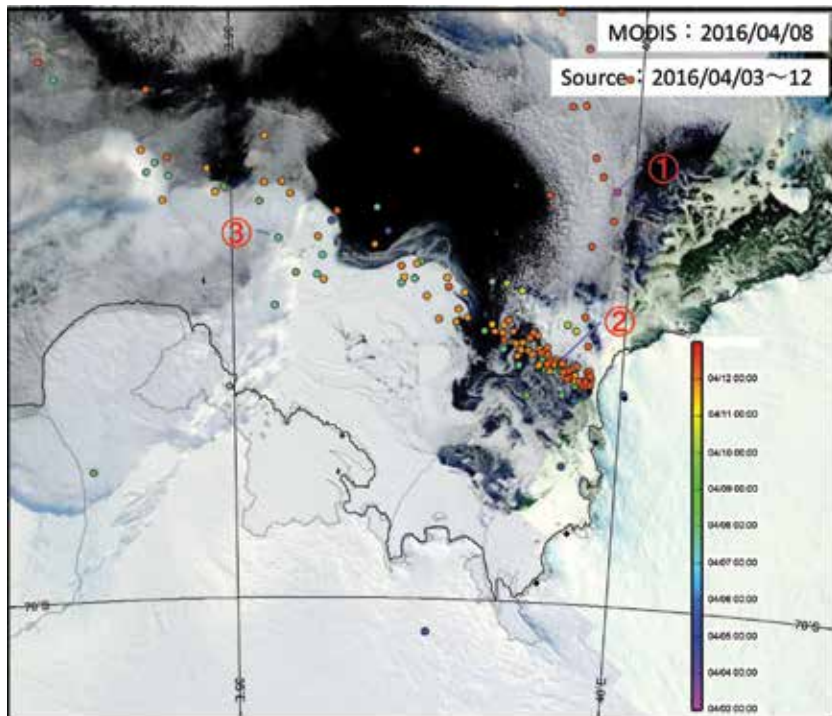 MODIS：2016/04/08
Source：2016/04/03～12
①
③
②
04/12 00:00
04/11 00:00
04/10 00:00
04/09 00:00
04/08 00:00
04/07 00:00
04/06 00:00
04/05 00:00
04/04 00:00
04/03 00:00
70°S
70°S
40°E